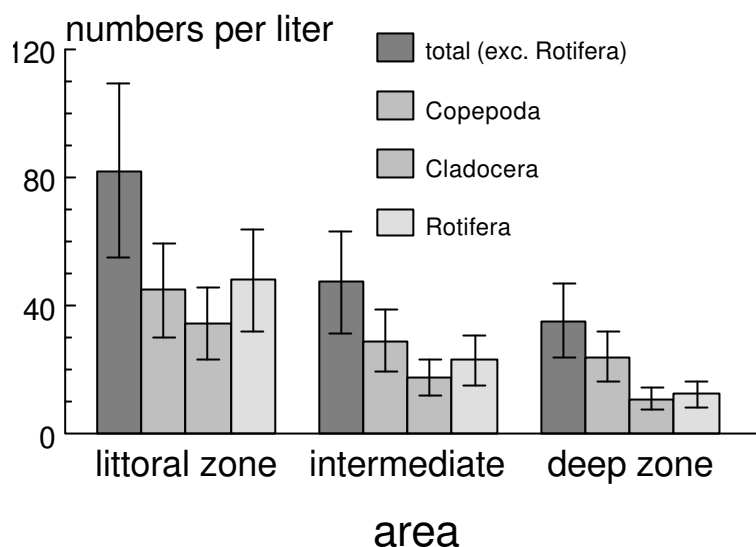 numbers per liter
120
80
40
0
total (exc. Rotifera)
Copepoda
Cladocera
Rotifera
littoral zone intermediate deep zone
area